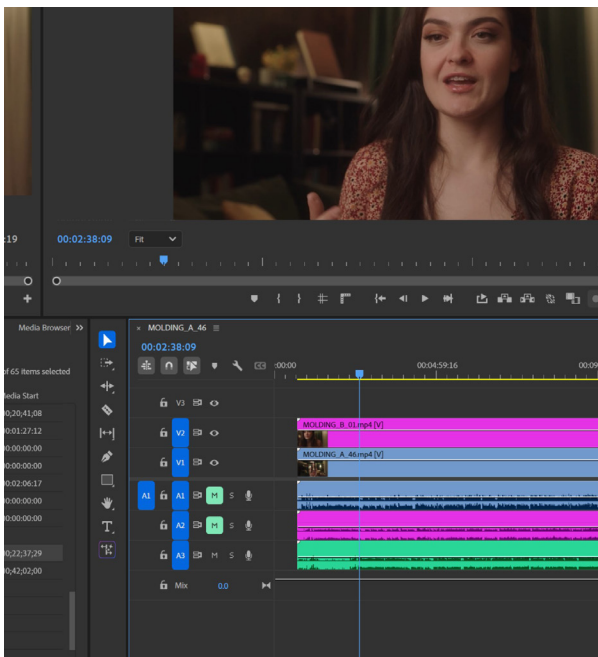 :19
00:02:38:09
Fit
Media Browser
× MOLDING_A_46
00:02:38:09
of 65 items selected
:00:00
00:04:59:16
00:09
Media Start
00;20;41;08
00:01:27:12
00:00:00:00
00:00:00:00
00:02:06:17
00:00:00:00
00:00:00:00
00;22;37;29
00;42;02;00
V3
V2
MOLDING_B_01.mp4 [V]
V1
MOLDING_A_46.mp4 [V]
A1 A1 M S
A2 M S
A3 M S
Mix 0.0